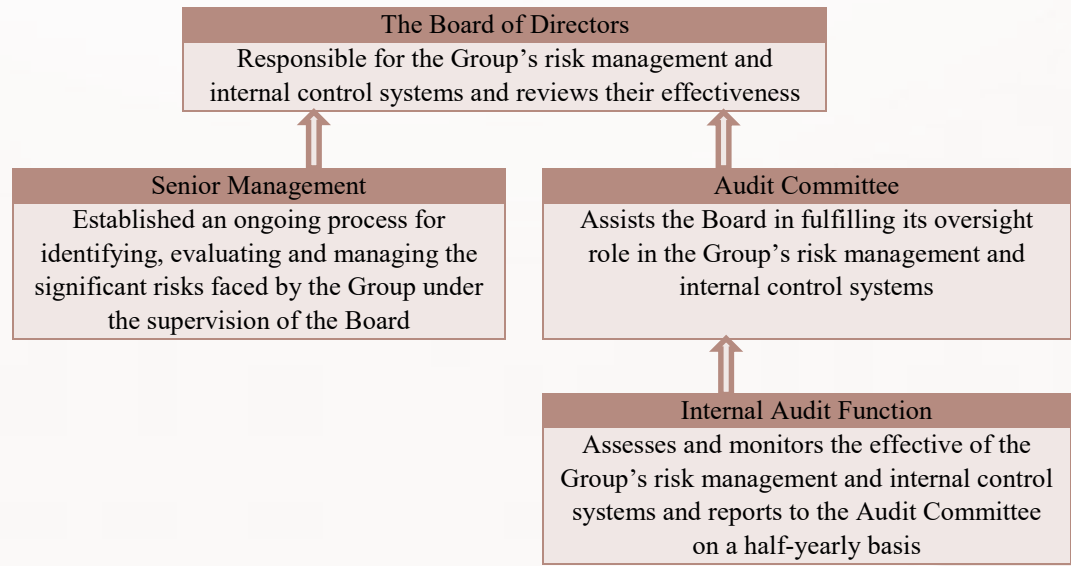 The Board of Directors
Responsible for the Group’s risk management and
internal control systems and reviews their effectiveness
Senior Management
Established an ongoing process for
identifying, evaluating and managing the
significant risks faced by the Group under
the supervision of the Board
Audit Committee
Assists the Board in fulfilling its oversight
role in the Group’s risk management and
internal control systems
Internal Audit Function
Assesses and monitors the effective of the
Group’s risk management and internal control
systems and reports to the Audit Committee
on a half-yearly basis